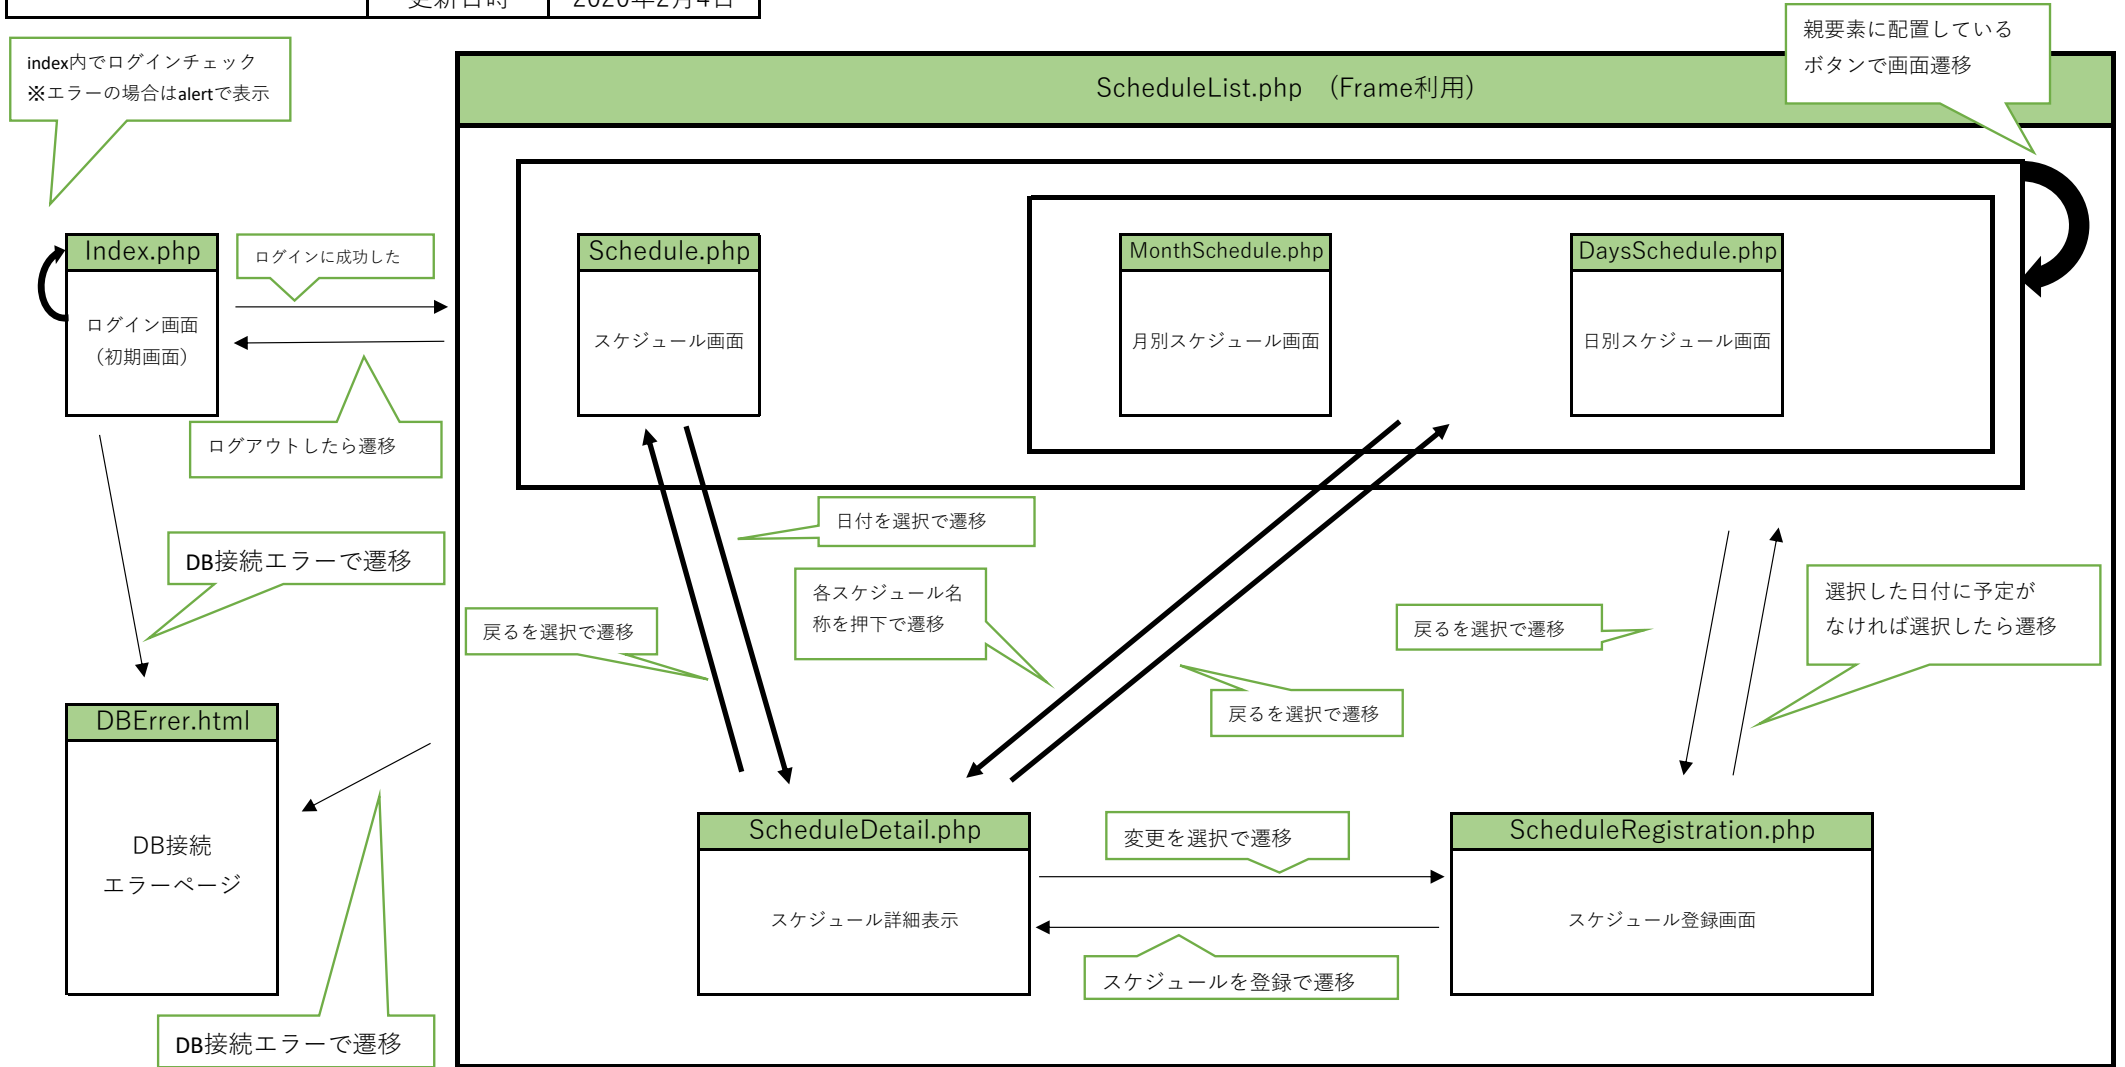 更新日時 2020年2月4日
親要素に配置している
ボタンで画面遷移
index内でログインチェック
※エラーの場合はalertで表示
ScheduleList.php （Frame利用）
Index.php
ログイン画面
（初期画面）
ログインに成功した
ログアウトしたら遷移
Schedule.php
スケジュール画面
MonthSchedule.php
月別スケジュール画面
DaysSchedule.php
日別スケジュール画面
日付を選択で遷移
DB接続エラーで遷移
戻るを選択で遷移
各スケジュール名
称を押下で遷移
戻るを選択で遷移
戻るを選択で遷移
選択した日付に予定が
なければ選択したら遷移
DBErrer.html
DB接続
エラーページ
ScheduleDetail.php
スケジュール詳細表示
変更を選択で遷移
スケジュールを登録で遷移
ScheduleRegistration.php
スケジュール登録画面
DB接続エラーで遷移